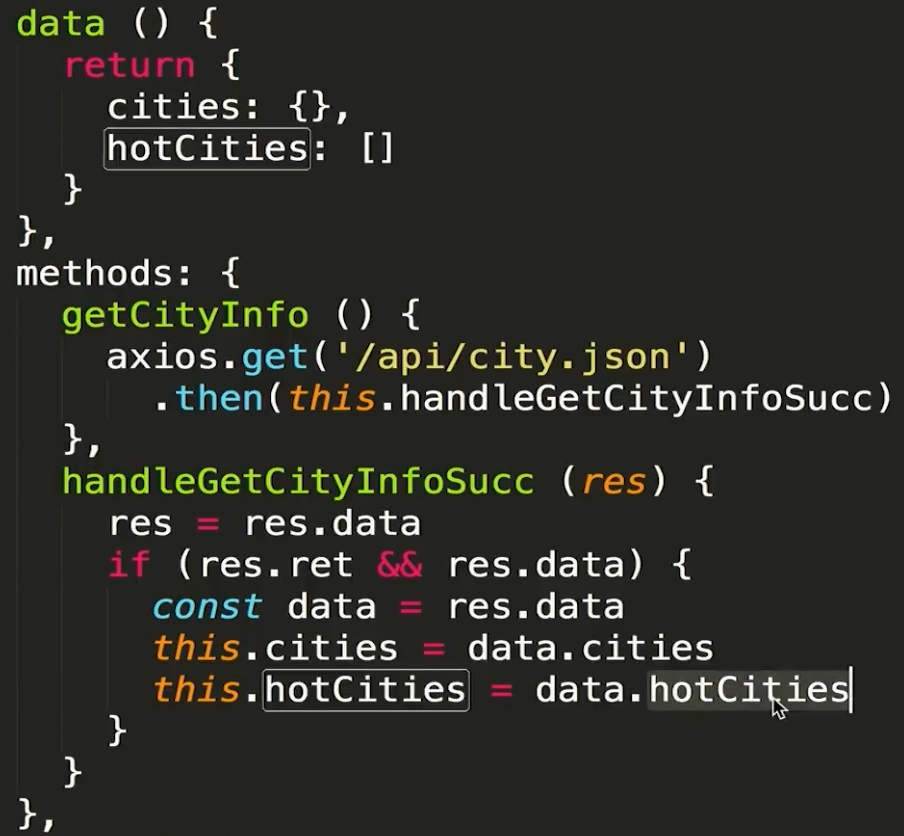 data () {
return {
cities: {},
hotCities: []
}
},
methods: {
getCityInfo () {
axios.get('/api/city.json')
.then(this.handleGetCityInfoSucc)
},
handleGetCityInfoSucc (res) {
res = res.data
if (res.ret && res.data) {
const data = res.data
this.cities = data.cities
this.hotCities = data.hotCities
}
}
},